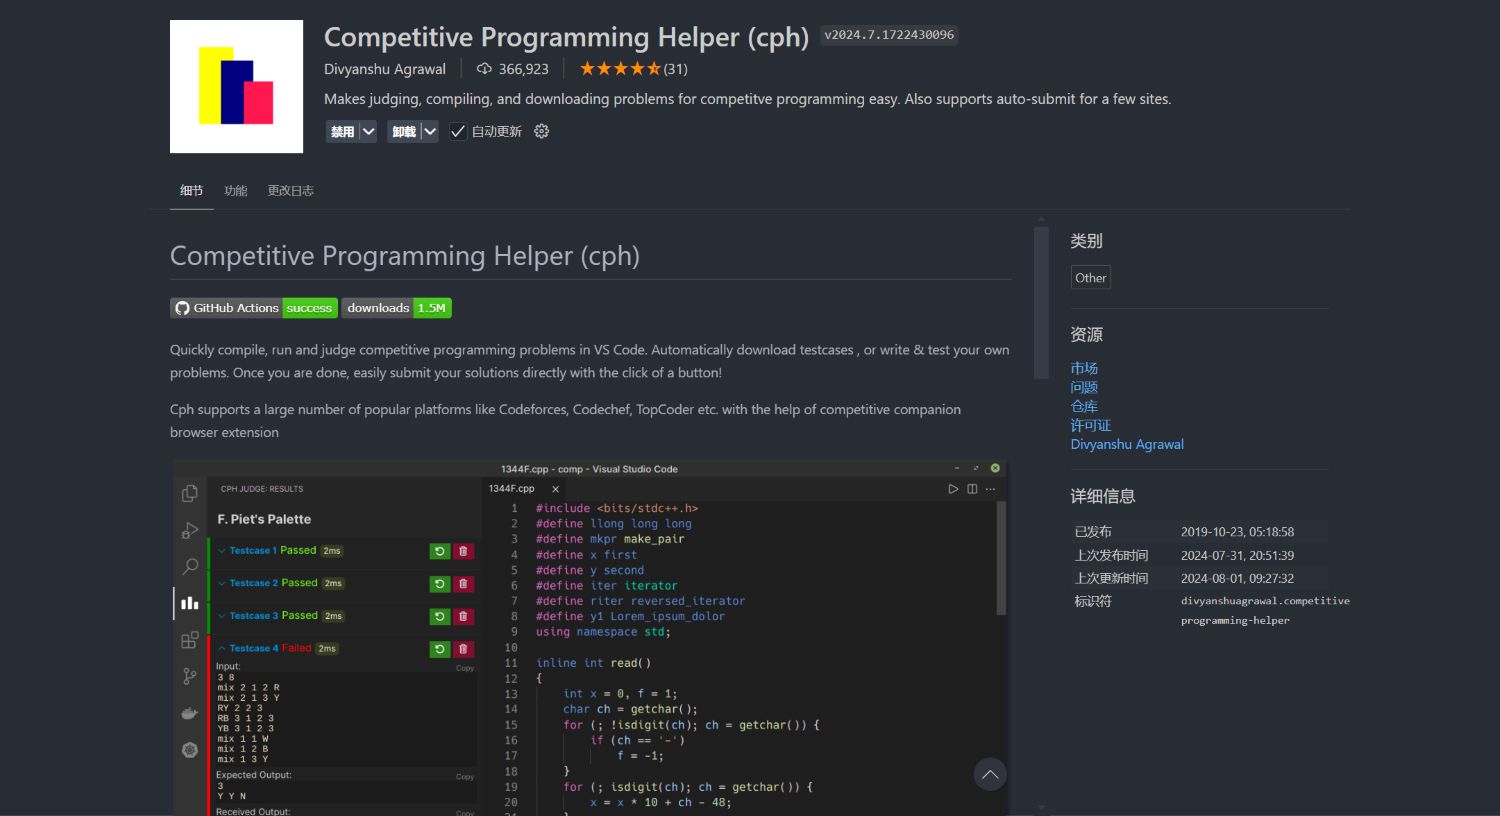 Competitive Programming Helper (cph) v2024.7.1722430096
Divyanshu Agrawal 366,923 (31)
Makes judging, compiling, and downloading problems for competitve programming easy. Also supports auto-submit for a few sites.
禁用 卸载 自动更新
细节 功能 更改日志
Competitive Programming Helper (cph)
GitHub Actions success downloads 1.5M
Quickly compile, run and judge competitive programming problems in VS Code. Automatically download testcases , or write & test your own
problems. Once you are done, easily submit your solutions directly with the click of a button!
Cph supports a large number of popular platforms like Codeforces, Codechef, TopCoder etc. with the help of competitive companion
browser extension
1344F.cpp - comp - Visual Studio Code
CPH JUDGE: RESULTS
F. Piet's Palette
Testcase 1 Passed 2ms
Testcase 2 Passed 2ms
Testcase 3 Passed 2ms
Testcase 4 Failed 2ms
Input:
Copy
3 8
mix 2 1 2 R
mix 2 1 3 Y
RY 2 2 3
RB 3 1 2 3
YB 3 1 2 3
mix 1 1 W
mix 1 2 B
mix 1 3 Y
Expected Output:
Copy
3
Y Y N
Received Output:
Copy
1344F.cpp
1 #include <bits/stdc++.h>
2 #define llong long long
3 #define mkpr make_pair
4 #define x first
5 #define y second
6 #define iter iterator
7 #define riter reversed_iterator
8 #define y1 Lorem_ipsum_dolor
9 using namespace std;
10
11 inline int read()
12 {
13 int x = 0, f = 1;
14 char ch = getchar();
15 for (; !isdigit(ch); ch = getchar()) {
16 if (ch == '-')
17 f = -1;
18 }
19 for (; isdigit(ch); ch = getchar()) {
20 x = x * 10 + ch - 48;
类别
Other
资源
市场
问题
仓库
许可证
Divyanshu Agrawal
详细信息
已发布 2019-10-23, 05:18:58
上次发布时间 2024-07-31, 20:51:39
上次更新时间 2024-08-01, 09:27:32
标识符 divyanshuagrawal.competitive
programming-helper